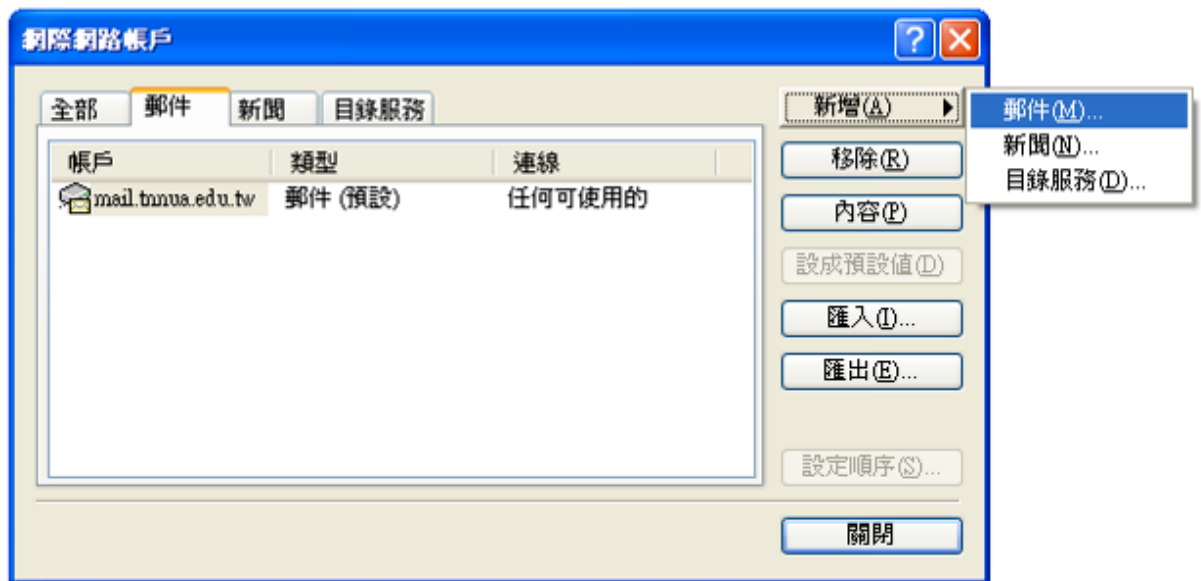 網際網路帳戶
全部 郵件 新聞 目錄服務
新增(A)
郵件(M)...
新聞(N)...
目錄服務(D)...
帳戶 類型 連線
mail.tnnua.edu.tw 郵件 (預設) 任何可使用的
移除(R)
內容(P)
設成預設值(D)
匯入(I)...
匯出(E)...
設定順序(S)...
關閉